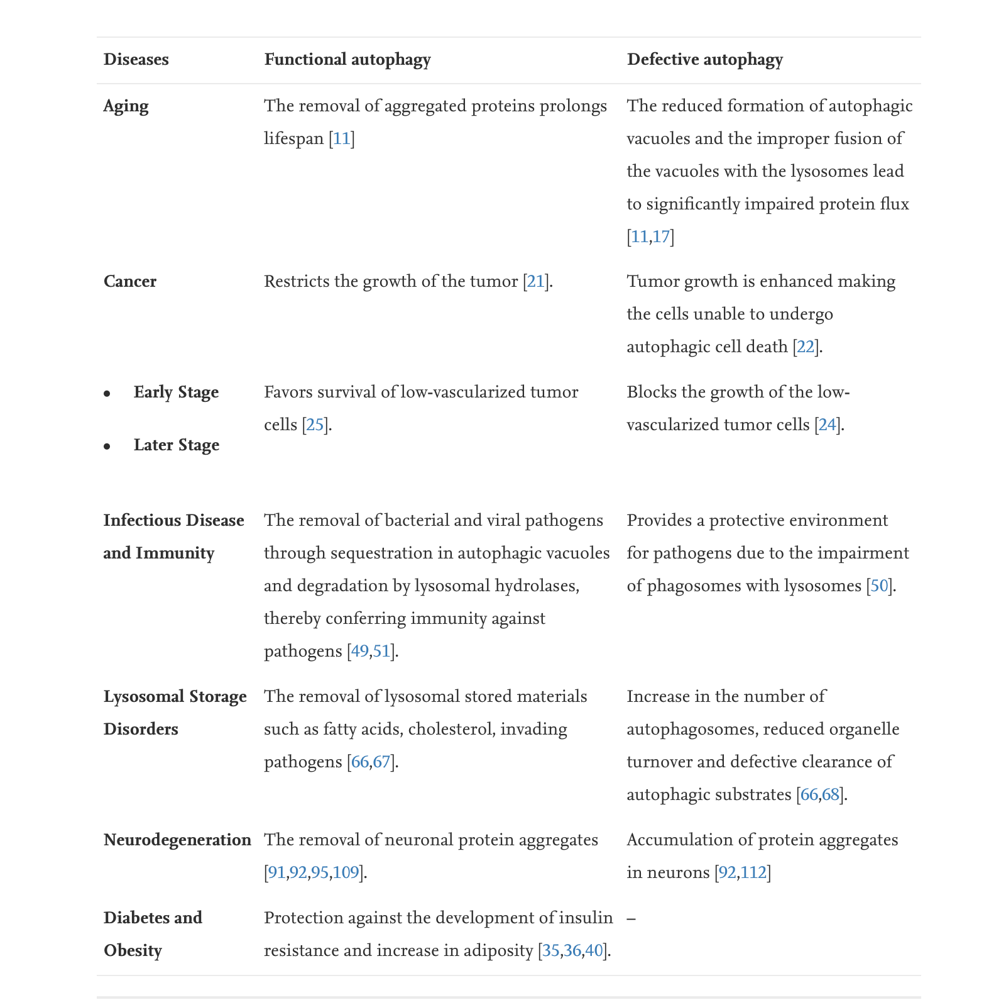 Diseases Functional autophagy Defective autophagy
Aging
The removal of aggregated proteins prolongs
lifespan [11]
The reduced formation of autophagic
vacuoles and the improper fusion of
the vacuoles with the lysosomes lead
to significantly impaired protein flux
[11,17]
Cancer
Restricts the growth of the tumor [21].
Tumor growth is enhanced making
the cells unable to undergo
autophagic cell death [22].
• Early Stage
• Later Stage
Favors survival of low-vascularized tumor
cells [25].
Blocks the growth of the low-
vascularized tumor cells [24].
Infectious Disease
and Immunity
The removal of bacterial and viral pathogens
through sequestration in autophagic vacuoles
and degradation by lysosomal hydrolases,
thereby conferring immunity against
pathogens [49,51].
Provides a protective environment
for pathogens due to the impairment
of phagosomes with lysosomes [50].
Lysosomal Storage
Disorders
The removal of lysosomal stored materials
such as fatty acids, cholesterol, invading
pathogens [66,67].
Increase in the number of
autophagosomes, reduced organelle
turnover and defective clearance of
autophagic substrates [66,68].
Neurodegeneration
The removal of neuronal protein aggregates
[91,92,95,109].
Accumulation of protein aggregates
in neurons [92,112]
Diabetes and
Obesity
Protection against the development of insulin
resistance and increase in adiposity [35,36,40].
–